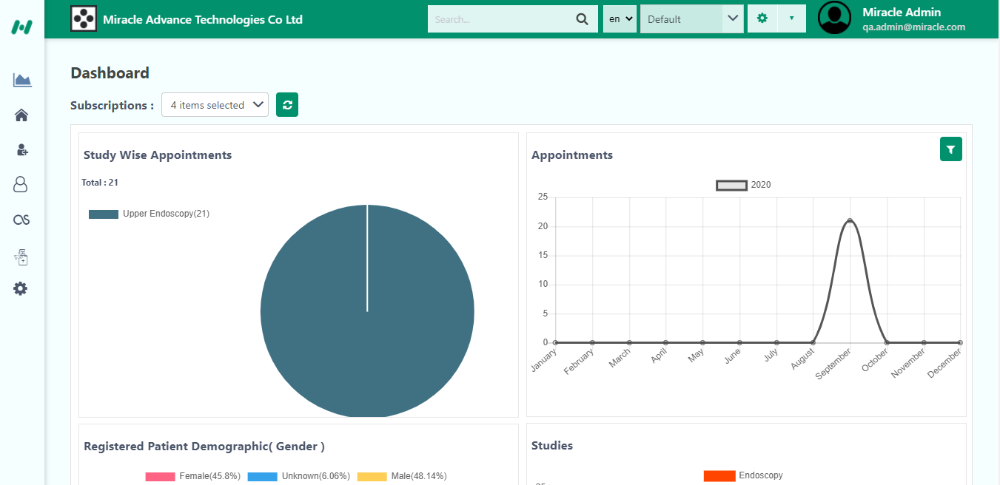 Miracle Advance Technologies Co Ltd
Search...
en
Default
Miracle Admin
qa.admin@miracle.com
Dashboard
Subscriptions :
4 items selected
Study Wise Appointments
Total : 21
Upper Endoscopy(21)
Appointments
2020
25
20
15
10
5
0
January
February
March
April
May
June
July
August
September
October
November
December
Registered Patient Demographic( Gender )
Female(45.8%)
Unknown(6.06%)
Male(48.14%)
Studies
Endoscopy